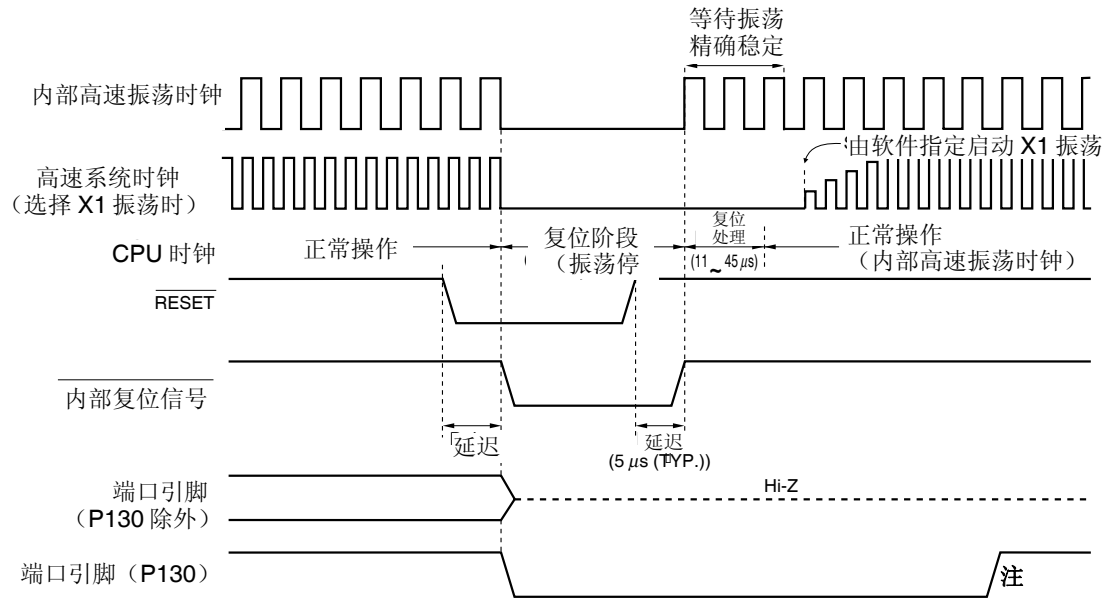 等待振荡
精确稳定
内部高速振荡时钟
由软件指定启动 X1 振荡
高速系统时钟
（选择 X1 振荡时）
CPU 时钟
正常操作
复位阶段
（振荡停
复位
处理
(11 ~ 45 μs)
正常操作
（内部高速振荡时钟）
RESET
内部复位信号
延迟
延迟
(5 μs (TYP.))
端口引脚
（P130 除外）
Hi-Z
端口引脚（P130）
注